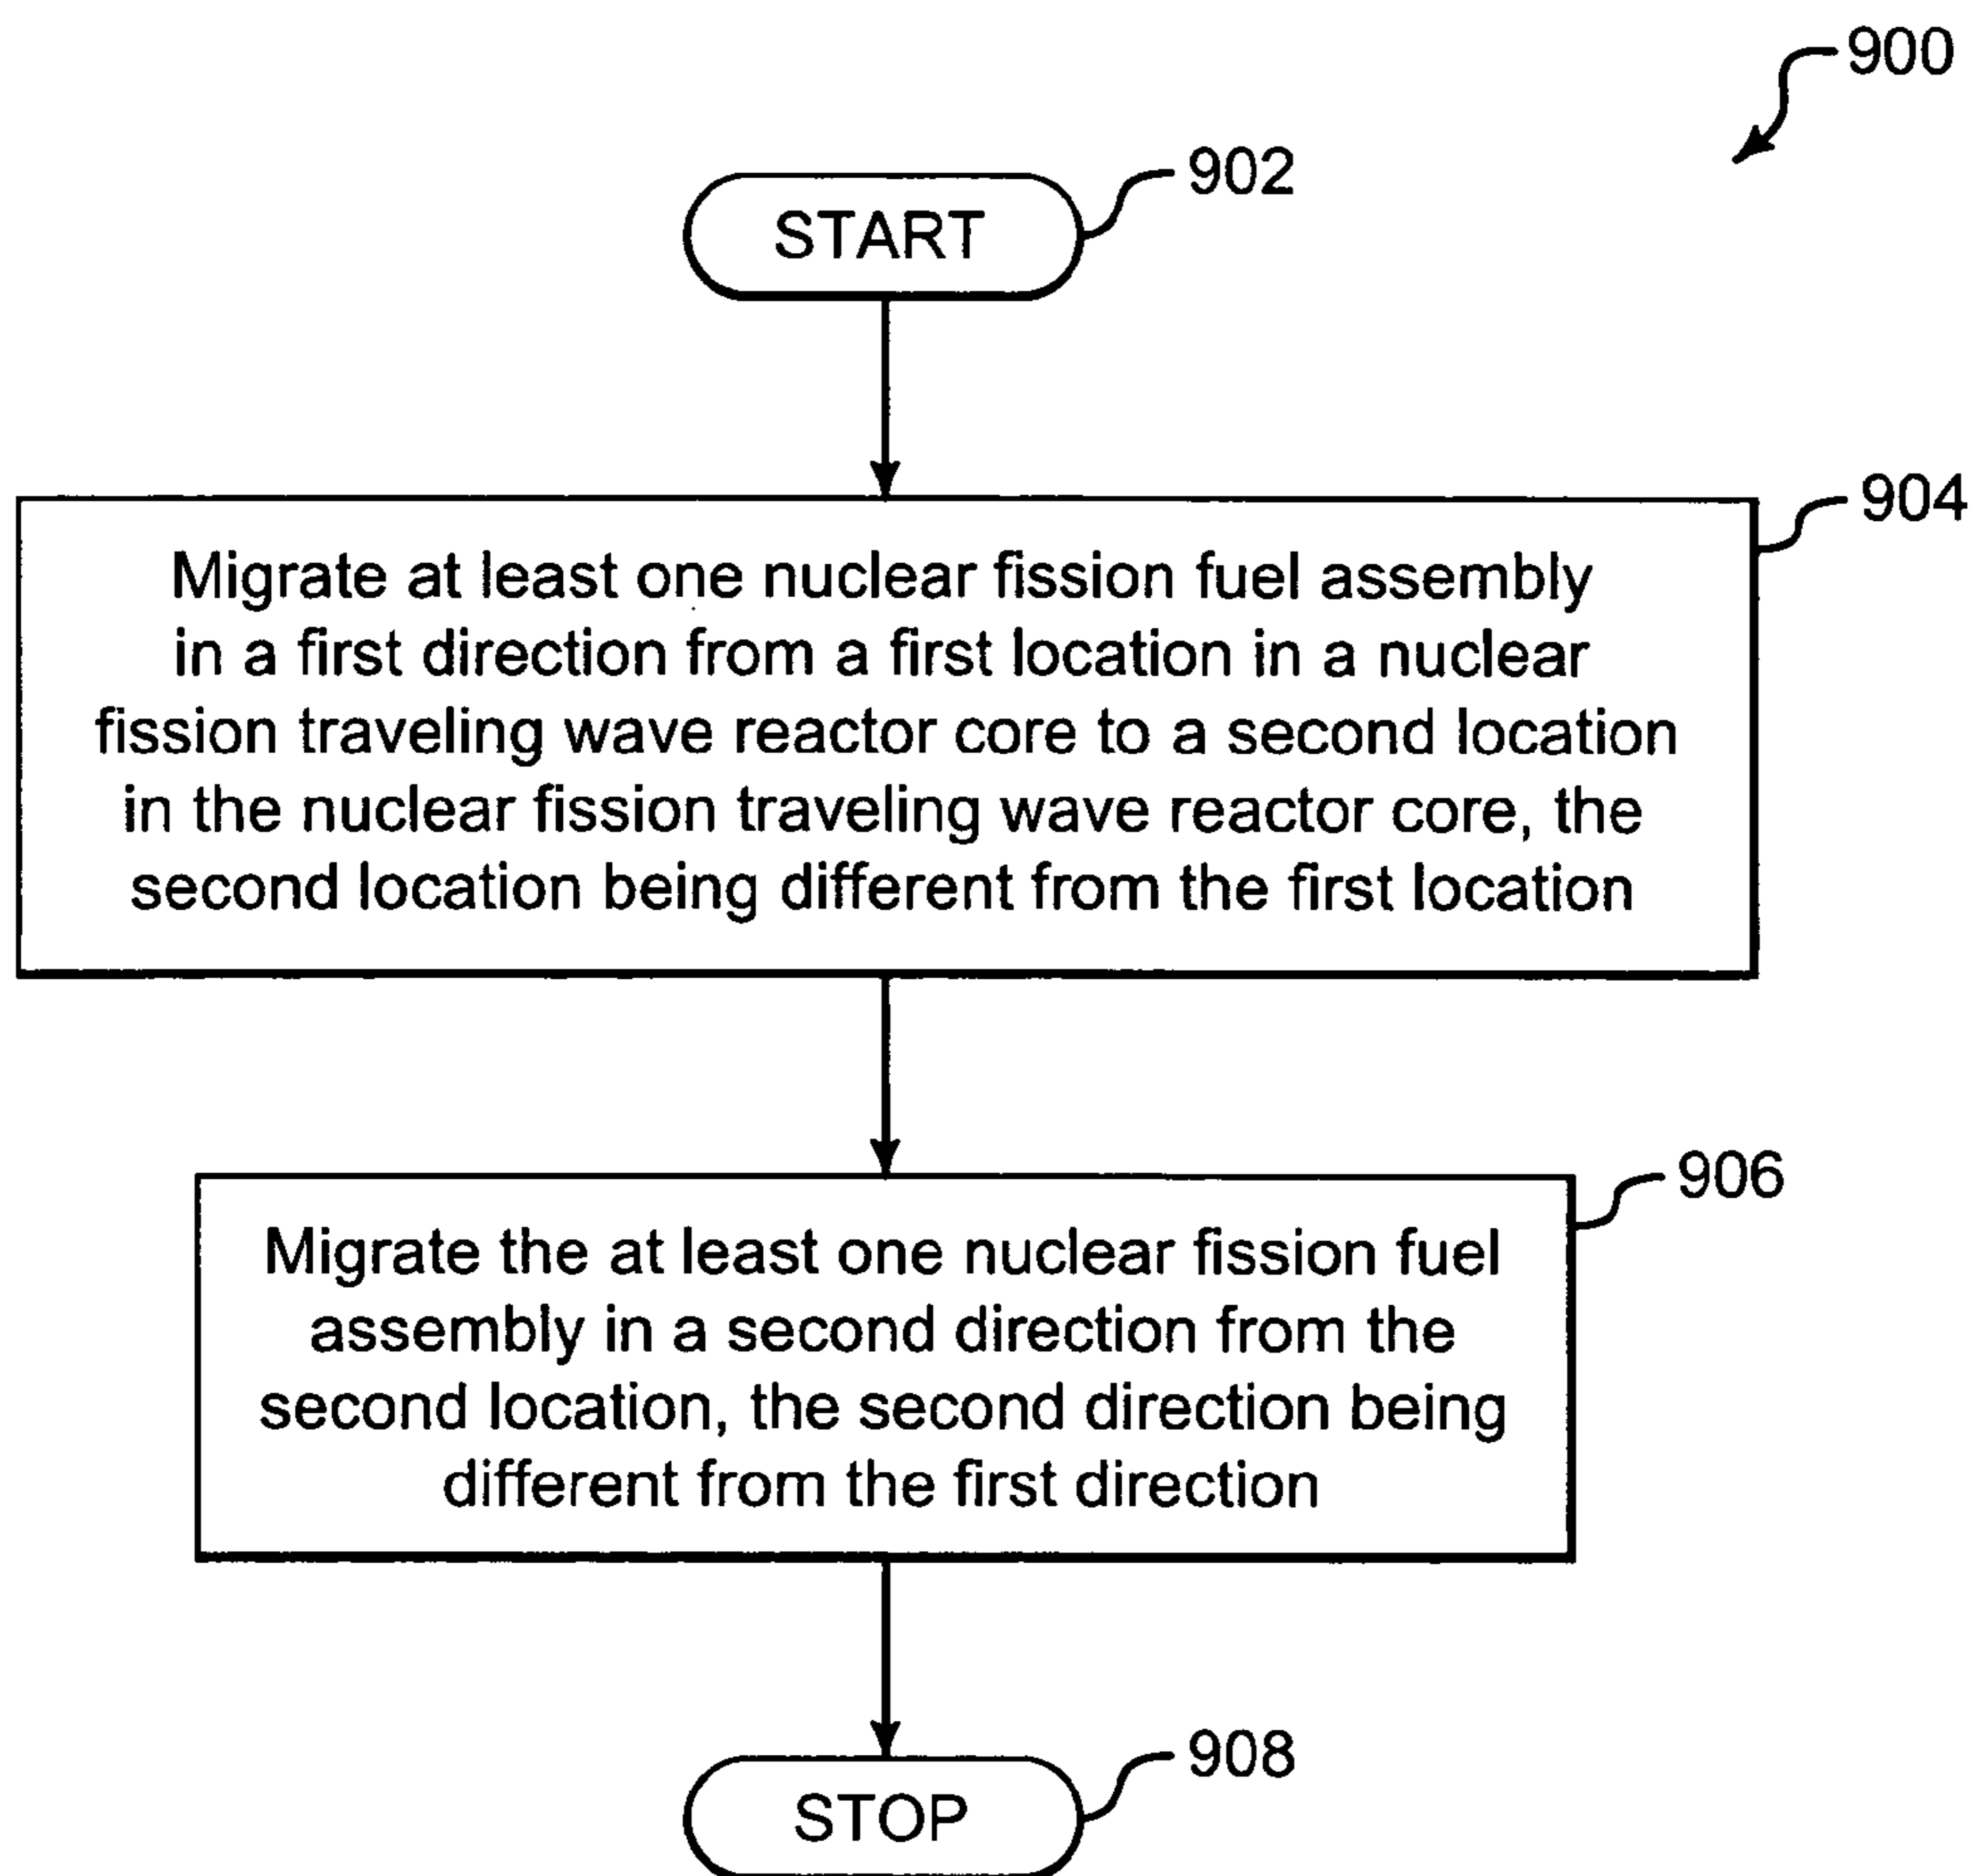 900
902
START
904
Migrate at least one nuclear fission fuel assembly
in a first direction from a first location in a nuclear
fission traveling wave reactor core to a second location
in the nuclear fission traveling wave reactor core, the
second location being different from the first location
906
Migrate the at least one nuclear fission fuel
assembly in a second direction from the
second location, the second direction being
different from the first direction
908
STOP